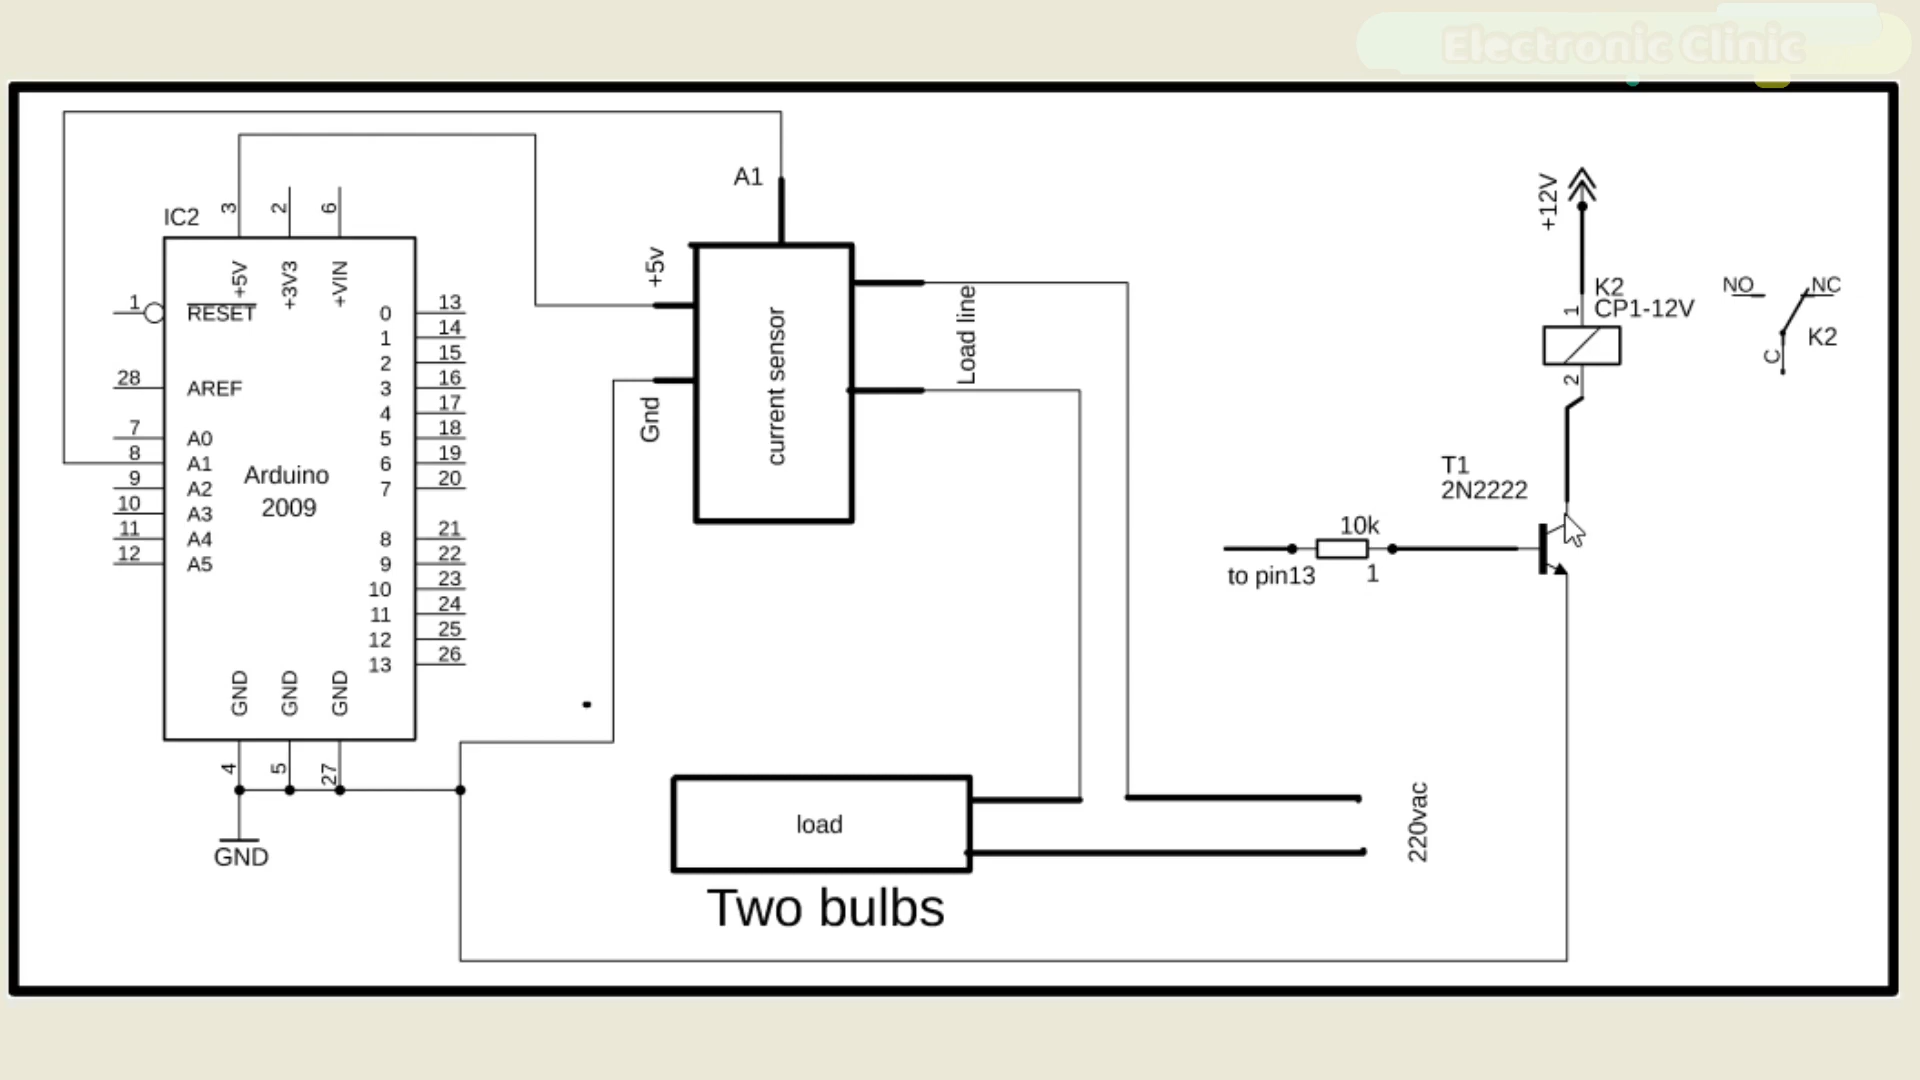 Electronic Clinic
A1
IC2
3
2
6
+5V
+3V3
+VIN
+5v
+12V
1
RESET
0
13
1
14
2
15
28
AREF
3
16
4
17
7
A0
5
18
8
A1
6
19
9
A2
7
20
10
A3
11
A4
8
21
12
A5
9
22
10
23
11
24
12
25
13
26
Arduino
2009
GND
GND
GND
4
5
27
GND
Gnd
current sensor
Load line
K2
CP1-12V
1
2
NO
NC
K2
C
T1
2N2222
10k
to pin13
1
load
220vac
Two bulbs